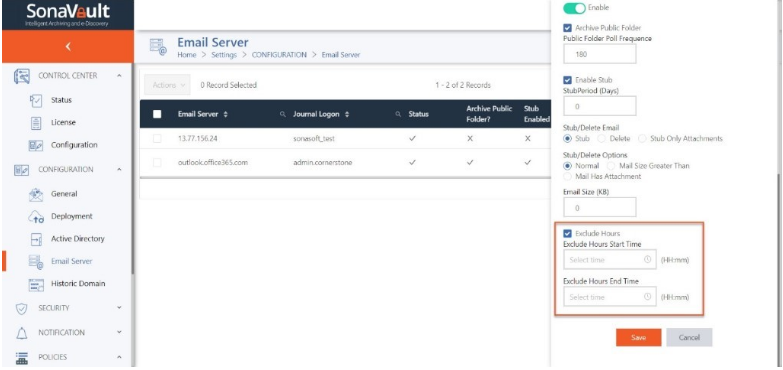 SonaVault
Intelligent Archiving and e-Discovery
CONTROL CENTER
Status
License
Configuration
CONFIGURATION
General
Deployment
Active Directory
Email Server
Historic Domain
SECURITY
NOTIFICATION
POLICIES
Email Server
Home > Settings > CONFIGURATION > Email Server
Actions 0 Record Selected 1 - 2 of 2 Records
Email Server Journal Logon Status Archive Public Folder? Stub Enabled
13.77.156.24 sonasoft_test
outlook.office365.com admin.cornerstone
Enable
Archive Public Folder
Public Folder Poll Frequence
180
Enable Stub
StubPeriod (Days)
0
Stub/Delete Email
Stub Delete Stub Only Attachments
Stub/Delete Options
Normal Mail Size Greater Than
Mail Has Attachment
Email Size (KB)
0
Exclude Hours
Exclude Hours Start Time
Select time (HH:mm)
Exclude Hours End Time
Select time (HH:mm)
Save Cancel